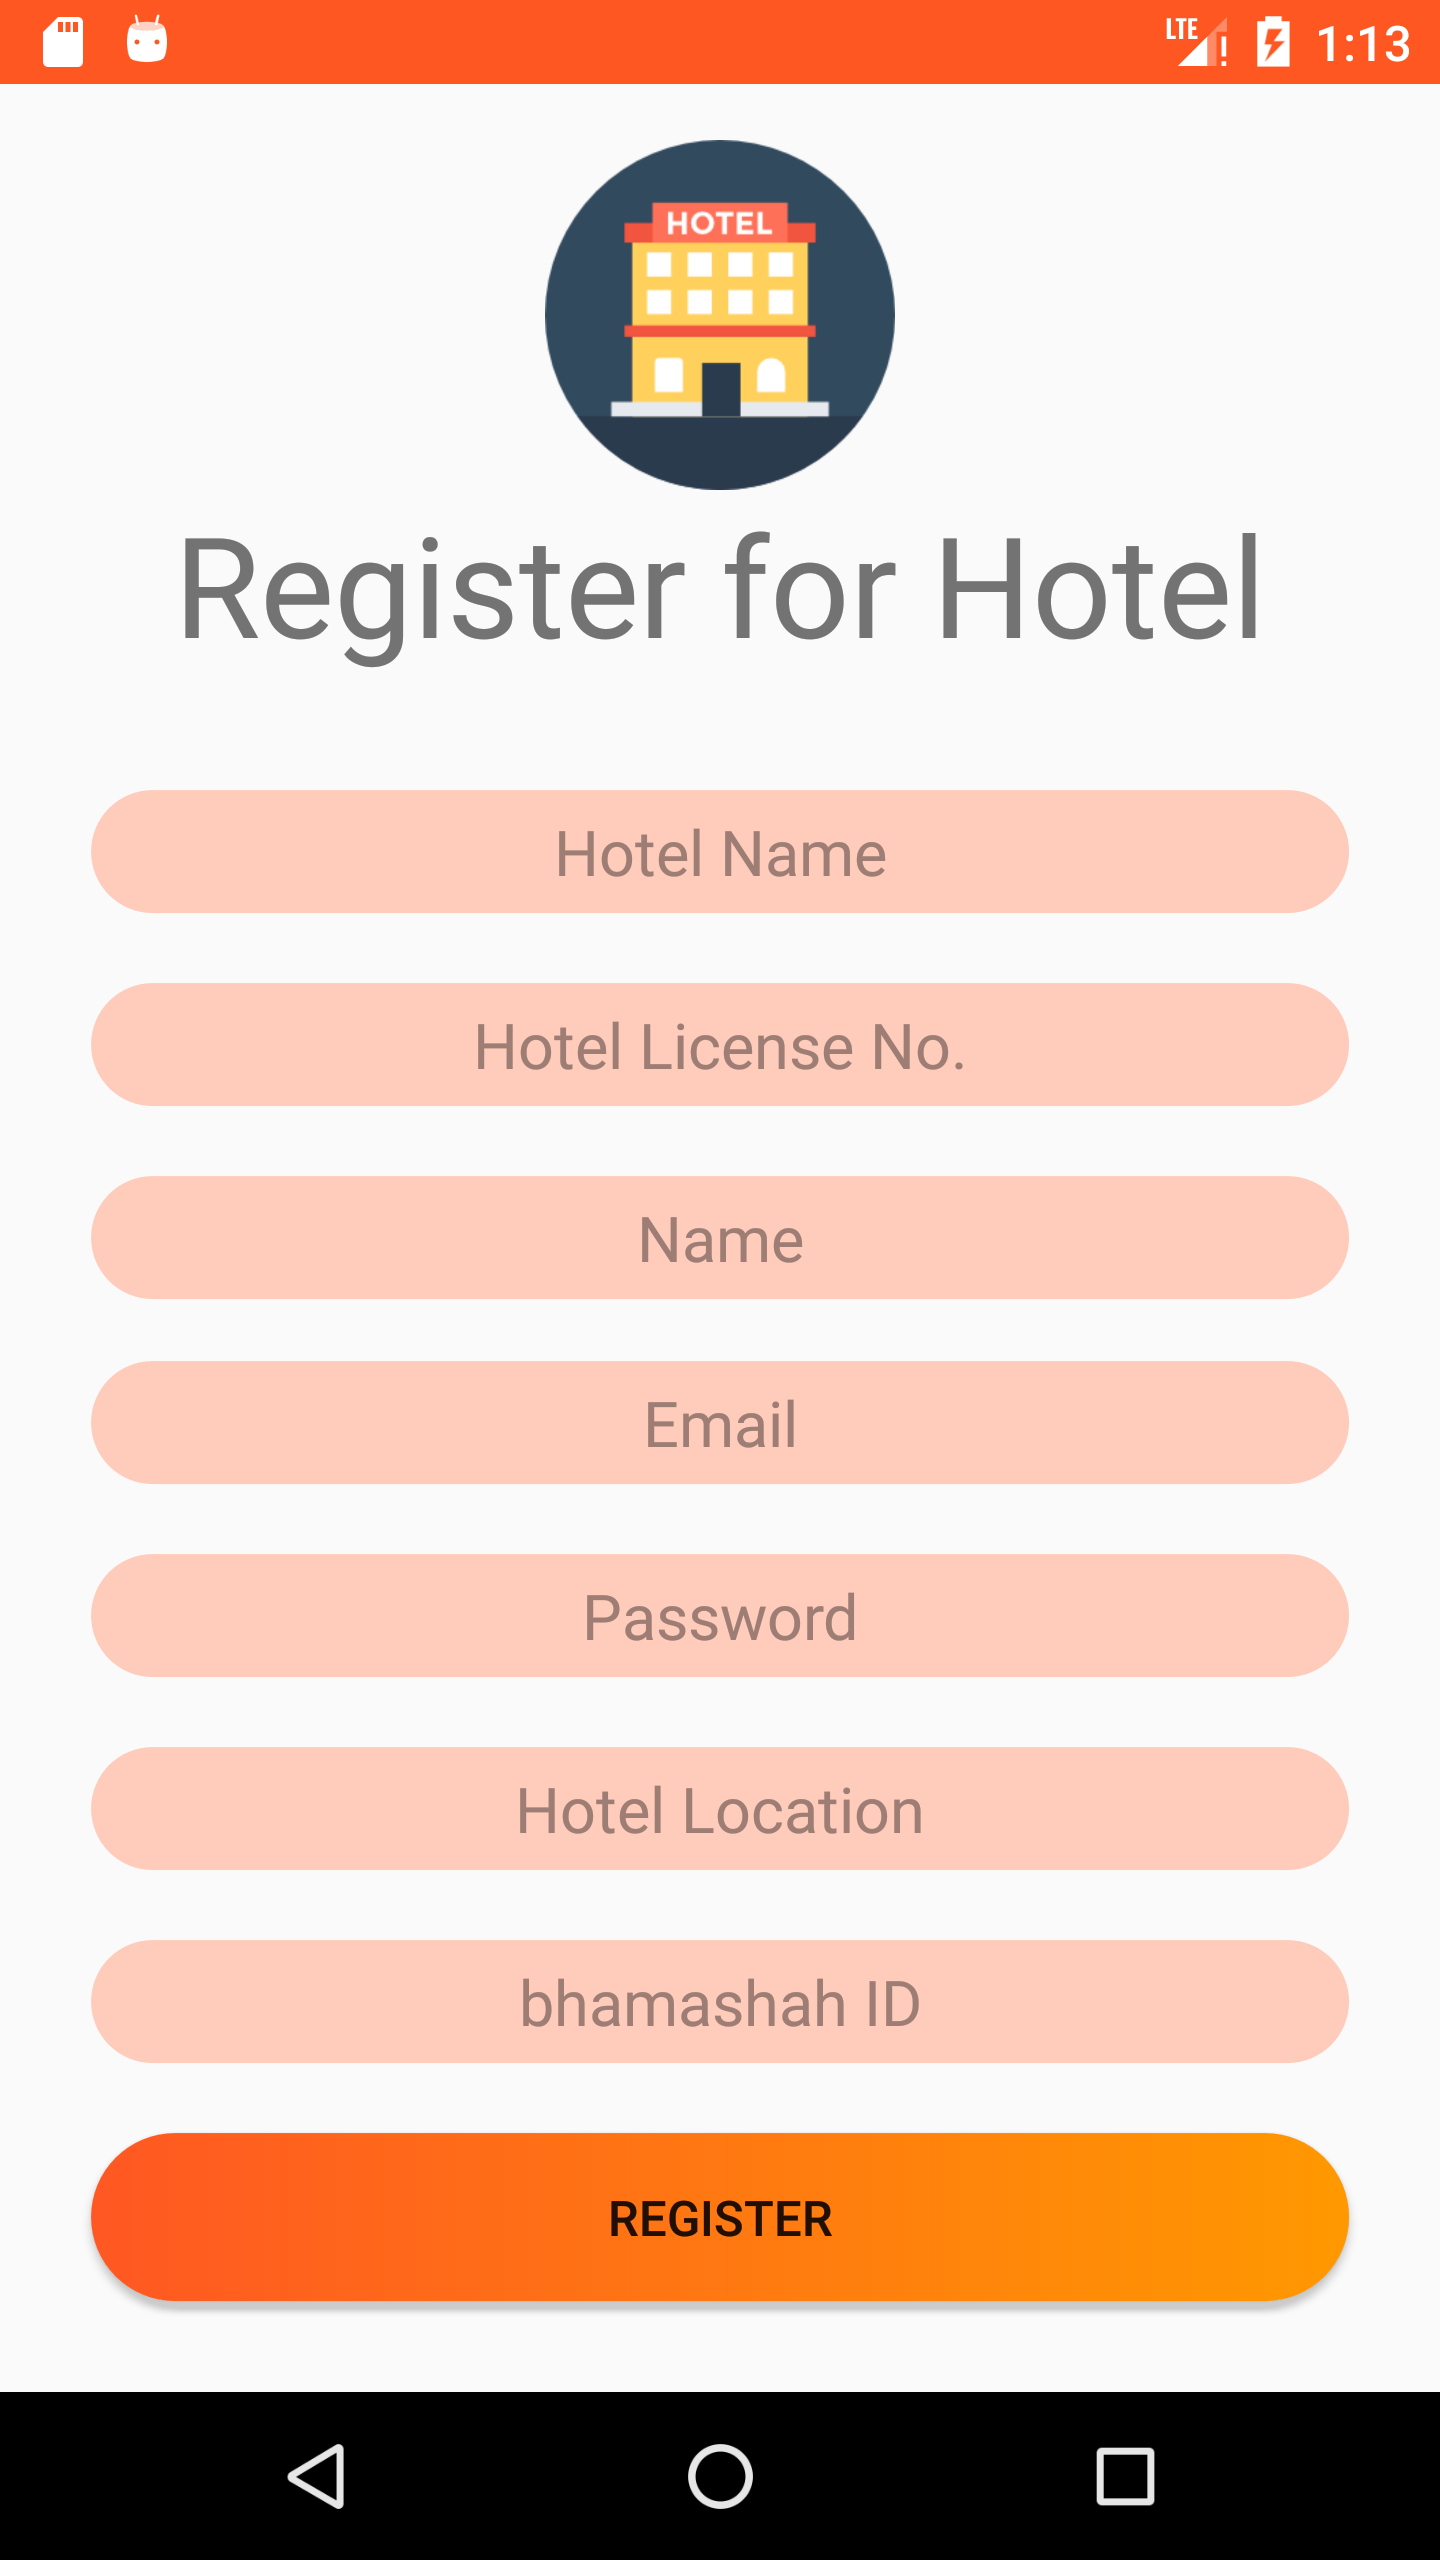 LTE 1:13
HOTEL
Register for Hotel
Hotel Name
Hotel License No.
Name
Email
Password
Hotel Location
bhamashah ID
REGISTER